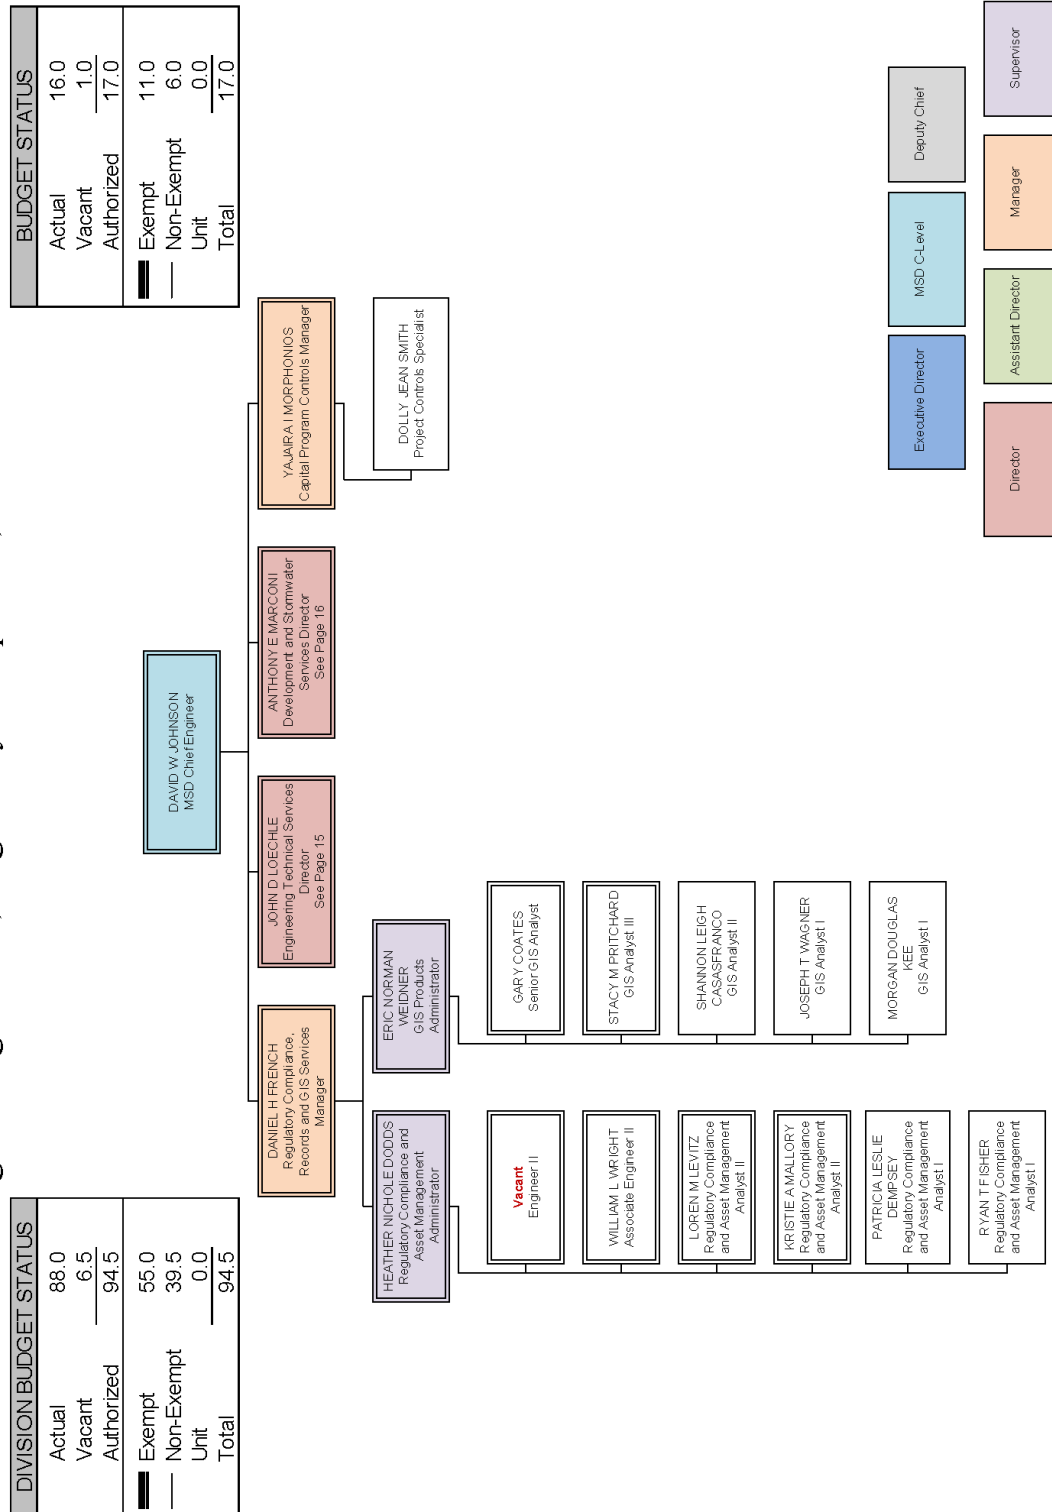 DIVISION BUDGET STATUS
Actual 88.0
Vacant 6.5
Authorized 94.5
Exempt 55.0
Non-Exempt 39.5
Unit 0.0
Total 94.5
BUDGET STATUS
Actual 16.0
Vacant 1.0
Authorized 17.0
Exempt 11.0
Non-Exempt 6.0
Unit 0.0
Total 17.0
DAVID W JOHNSON
MSD Chief Engineer
DANIEL H FRENCH
Regulatory Compliance,
Records and GIS Services
Manager
JOHN D LOECHLE
Engineering Technical Services
Director
See Page 15
ANTHONY E MARCONI
Development and Stormwater
Services Director
See Page 16
YAJAIRA I MORPHONIOS
Capital Program Controls Manager
HEATHER NICHOLE DODDS
Regulatory Compliance and
Asset Management
Administrator
ERIC NORMAN
WEIDNER
GIS Products
Administrator
DOLLY JEAN SMITH
Project Controls Specialist
Vacant
Engineer II
WILLIAM L WRIGHT
Associate Engineer II
LOREN M LEVITZ
Regulatory Compliance
and Asset Management
Analyst II
KRISTIE A MALLORY
Regulatory Compliance
and Asset Management
Analyst II
PATRICIA LESLIE
DEMPSEY
Regulatory Compliance
and Asset Management
Analyst I
RYAN T FISHER
Regulatory Compliance
and Asset Management
Analyst I
GARY COATES
Senior GIS Analyst
STACY M PRITCHARD
GIS Analyst III
SHANNON LEIGH
CASASFRANCO
GIS Analyst II
JOSEPH T WAGNER
GIS Analyst I
MORGAN DOUGLAS
KEE
GIS Analyst I
Executive Director
MSD C-Level
Deputy Chief
Director
Assistant Director
Manager
Supervisor